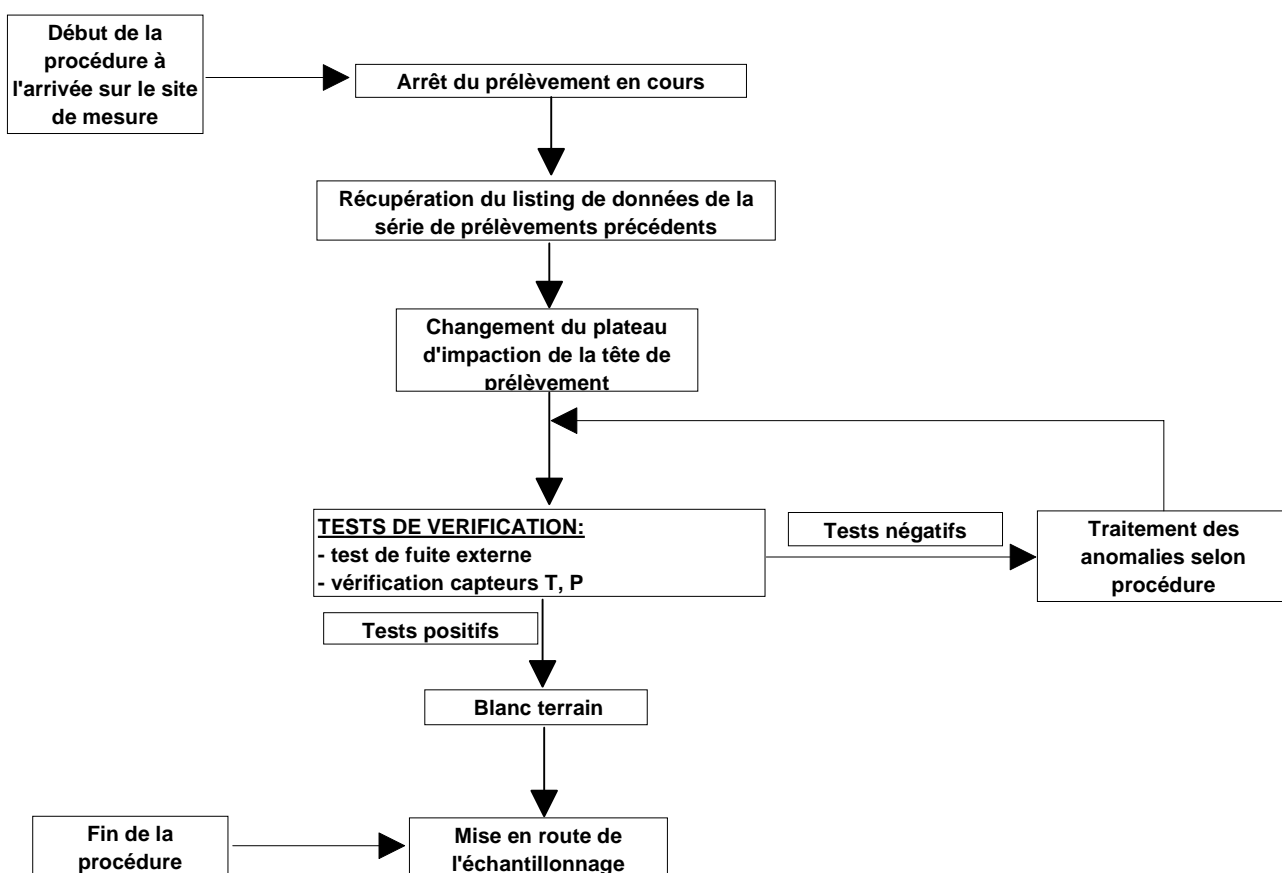 Début de la
procédure à
l'arrivée sur le site
de mesure
Arrêt du prélèvement en cours
Récupération du listing de données de la
série de prélèvements précédents
Changement du plateau
d'impaction de la tête de
prélèvement
TESTS DE VERIFICATION:
- test de fuite externe
- vérification capteurs T, P
Tests négatifs
Traitement des
anomalies selon
procédure
Tests positifs
Blanc terrain
Fin de la
procédure
Mise en route de
l'échantillonnage